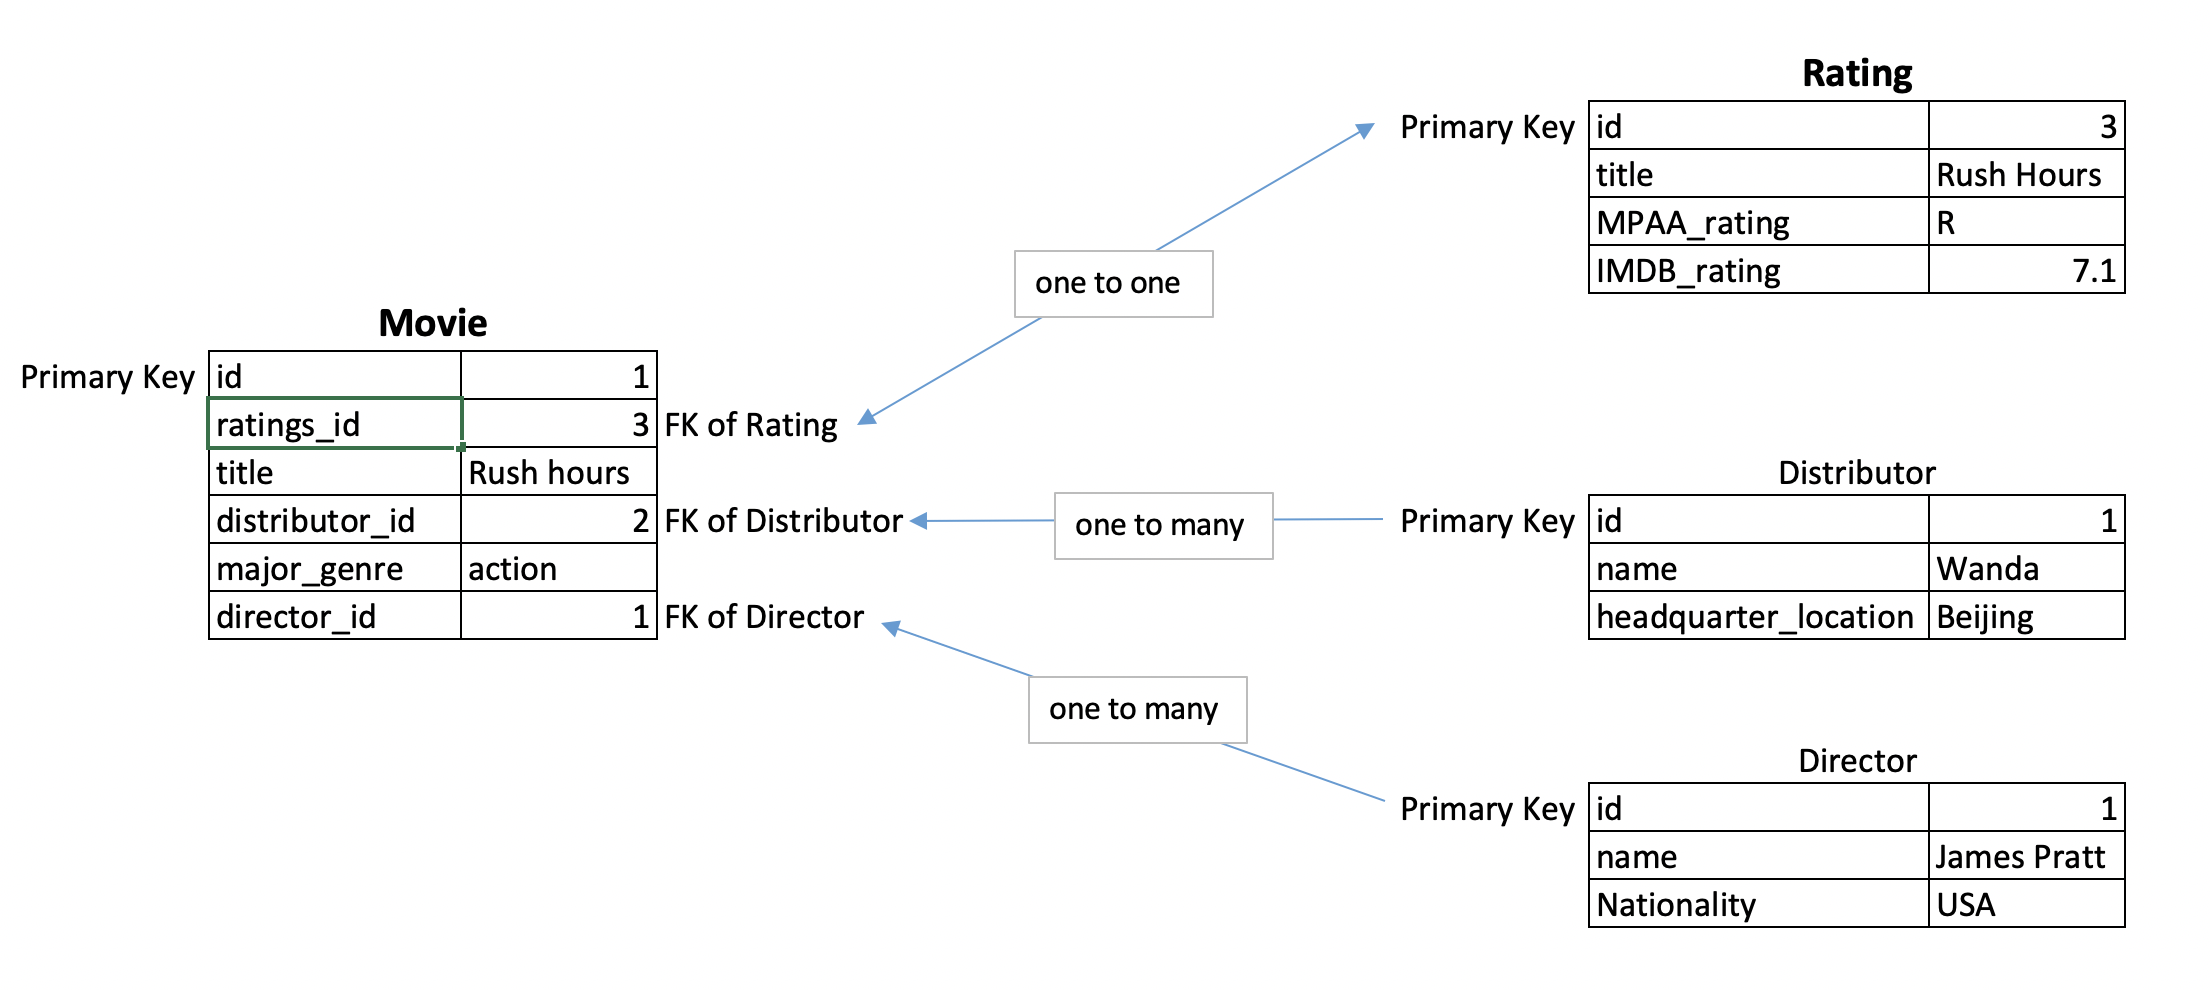 Rating
Primary Key id 3
title Rush Hours
MPAA_rating R
IMDB_rating 7.1
one to one
Movie
Primary Key id 1
ratings_id 3 FK of Rating
title Rush hours
distributor_id 2 FK of Distributor
major_genre action
director_id 1 FK of Director
one to many
Distributor
Primary Key id 1
name Wanda
headquarter_location Beijing
one to many
Director
Primary Key id 1
name James Pratt
Nationality USA